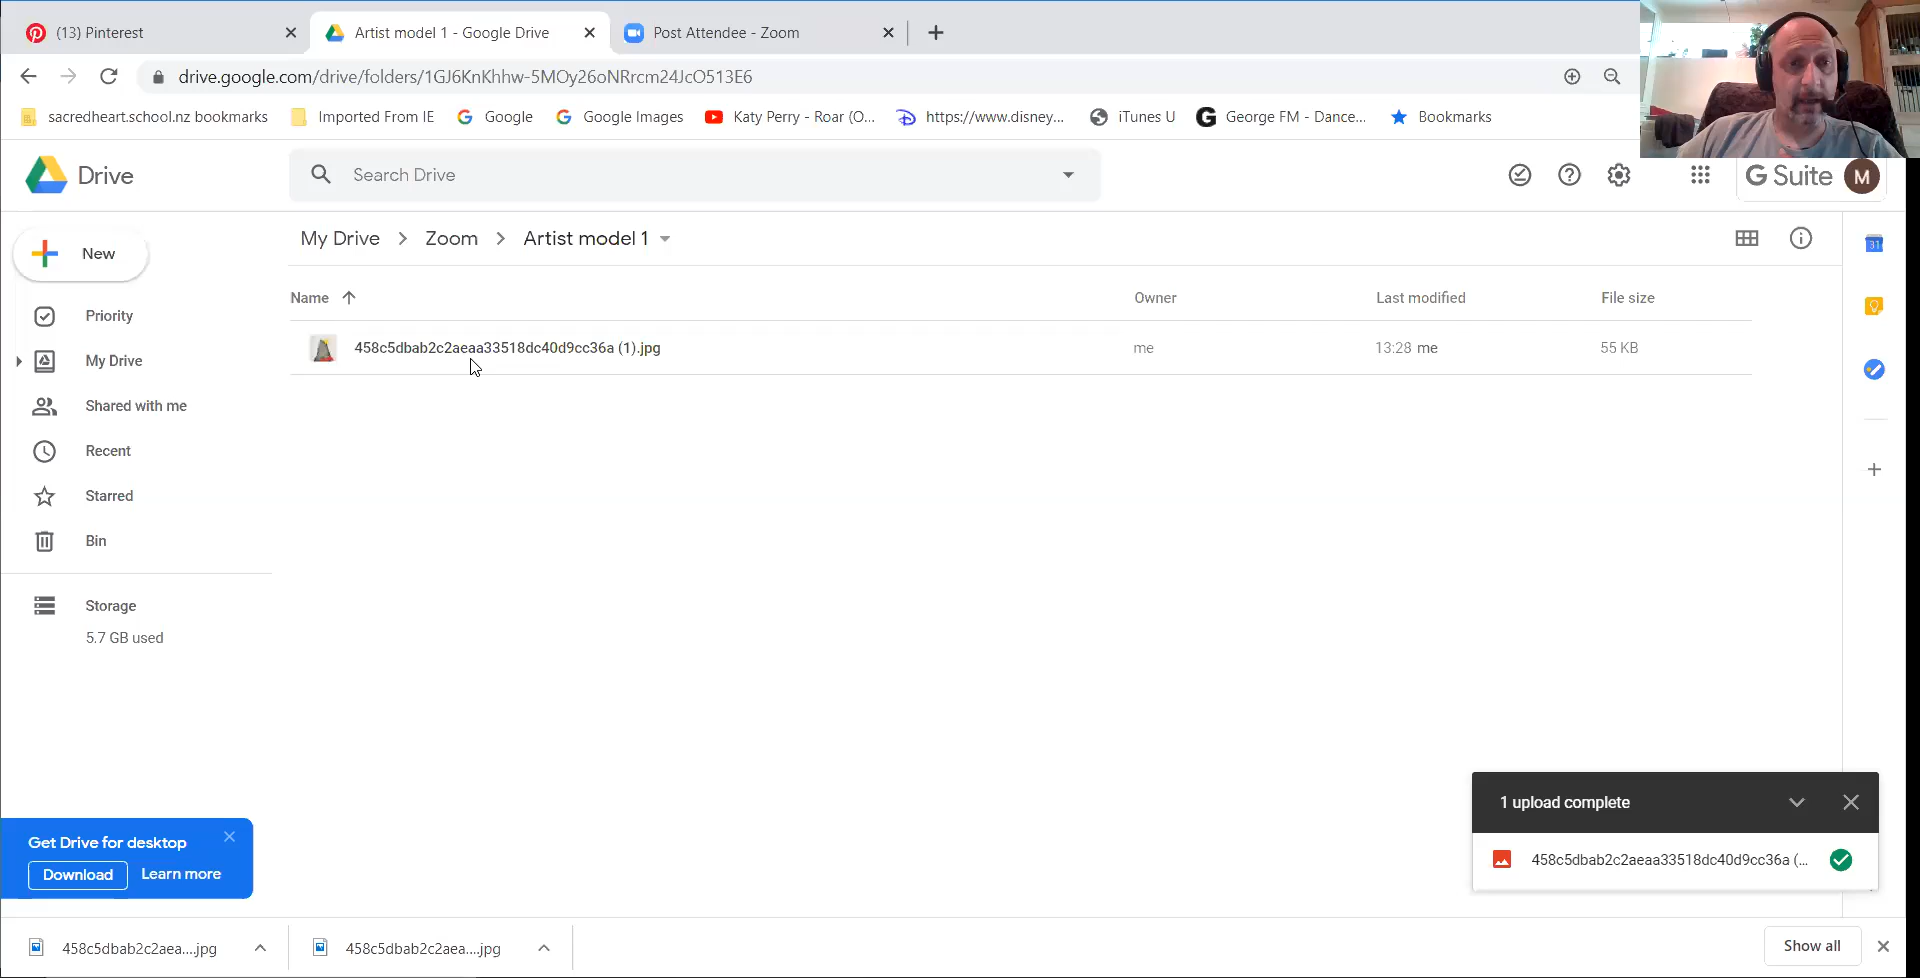 (13) Pinterest
Artist model 1 - Google Drive
Post Attendee - Zoom
drive.google.com/drive/folders/1GJ6KnKhhw-5MOy26oNRrcm24JcO513E6
sacredheart.school.nz bookmarks
Imported From IE
Google
Google Images
Katy Perry - Roar (O...
https://www.disney...
iTunes U
George FM - Dance...
Bookmarks
Drive
Search Drive
G Suite
M
New
My Drive
Zoom
Artist model 1
31
Name
Owner
Last modified
File size
Priority
458c5dbab2c2aeaa33518dc40d9cc36a (1).jpg
me
13:28 me
55 KB
My Drive
Shared with me
Recent
Starred
Bin
Storage
5.7 GB used
1 upload complete
458c5dbab2c2aeaa33518dc40d9cc36a (...
Get Drive for desktop
Download
Learn more
458c5dbab2c2aea....jpg
458c5dbab2c2aea....jpg
Show all